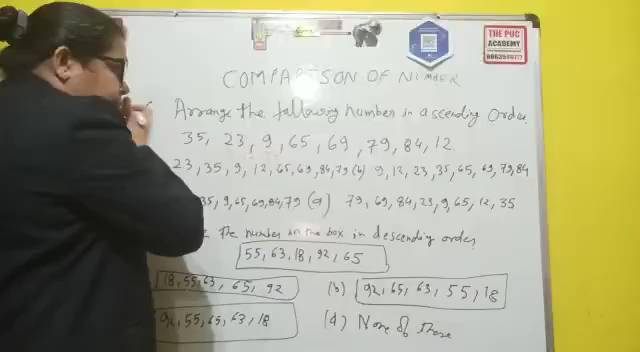 THE PUC
ACADEMY
COMPARISON OF NUMBER
Arrange the following number in ascending Order.
35, 23, 9, 65, 69, 79, 84, 12
23, 35, 9, 12, 65, 69, 84, 79 (b) 9, 12, 23, 35, 65, 69, 79, 84
35, 9, 65, 69, 84, 79 (d) 79, 69, 84, 23, 9, 65, 12, 35
the number in the box in descending order,
55, 63, 18, 92, 65
18, 55, 63, 65, 92 (b) 92, 65, 63, 55, 18
92, 55, 65, 63, 18 (d) None of these